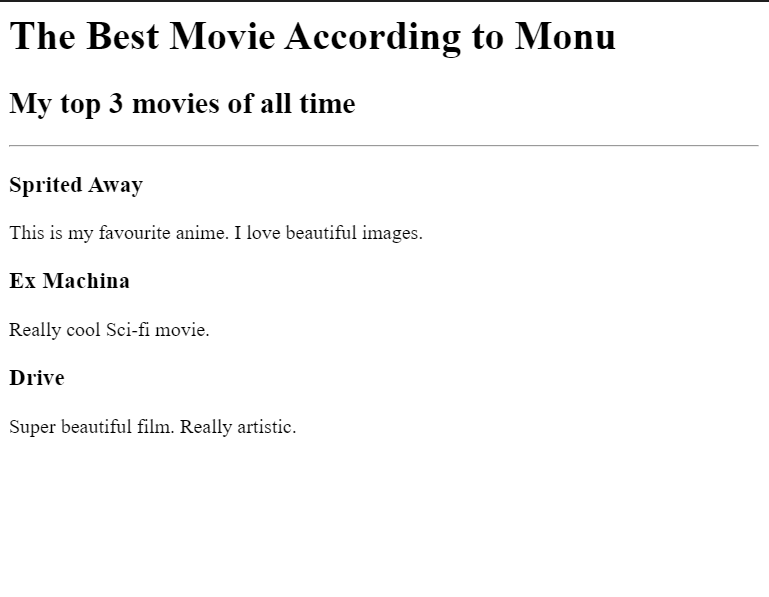 The Best Movie According to Monu
My top 3 movies of all time
Sprited Away
This is my favourite anime. I love beautiful images.
Ex Machina
Really cool Sci-fi movie.
Drive
Super beautiful film. Really artistic.